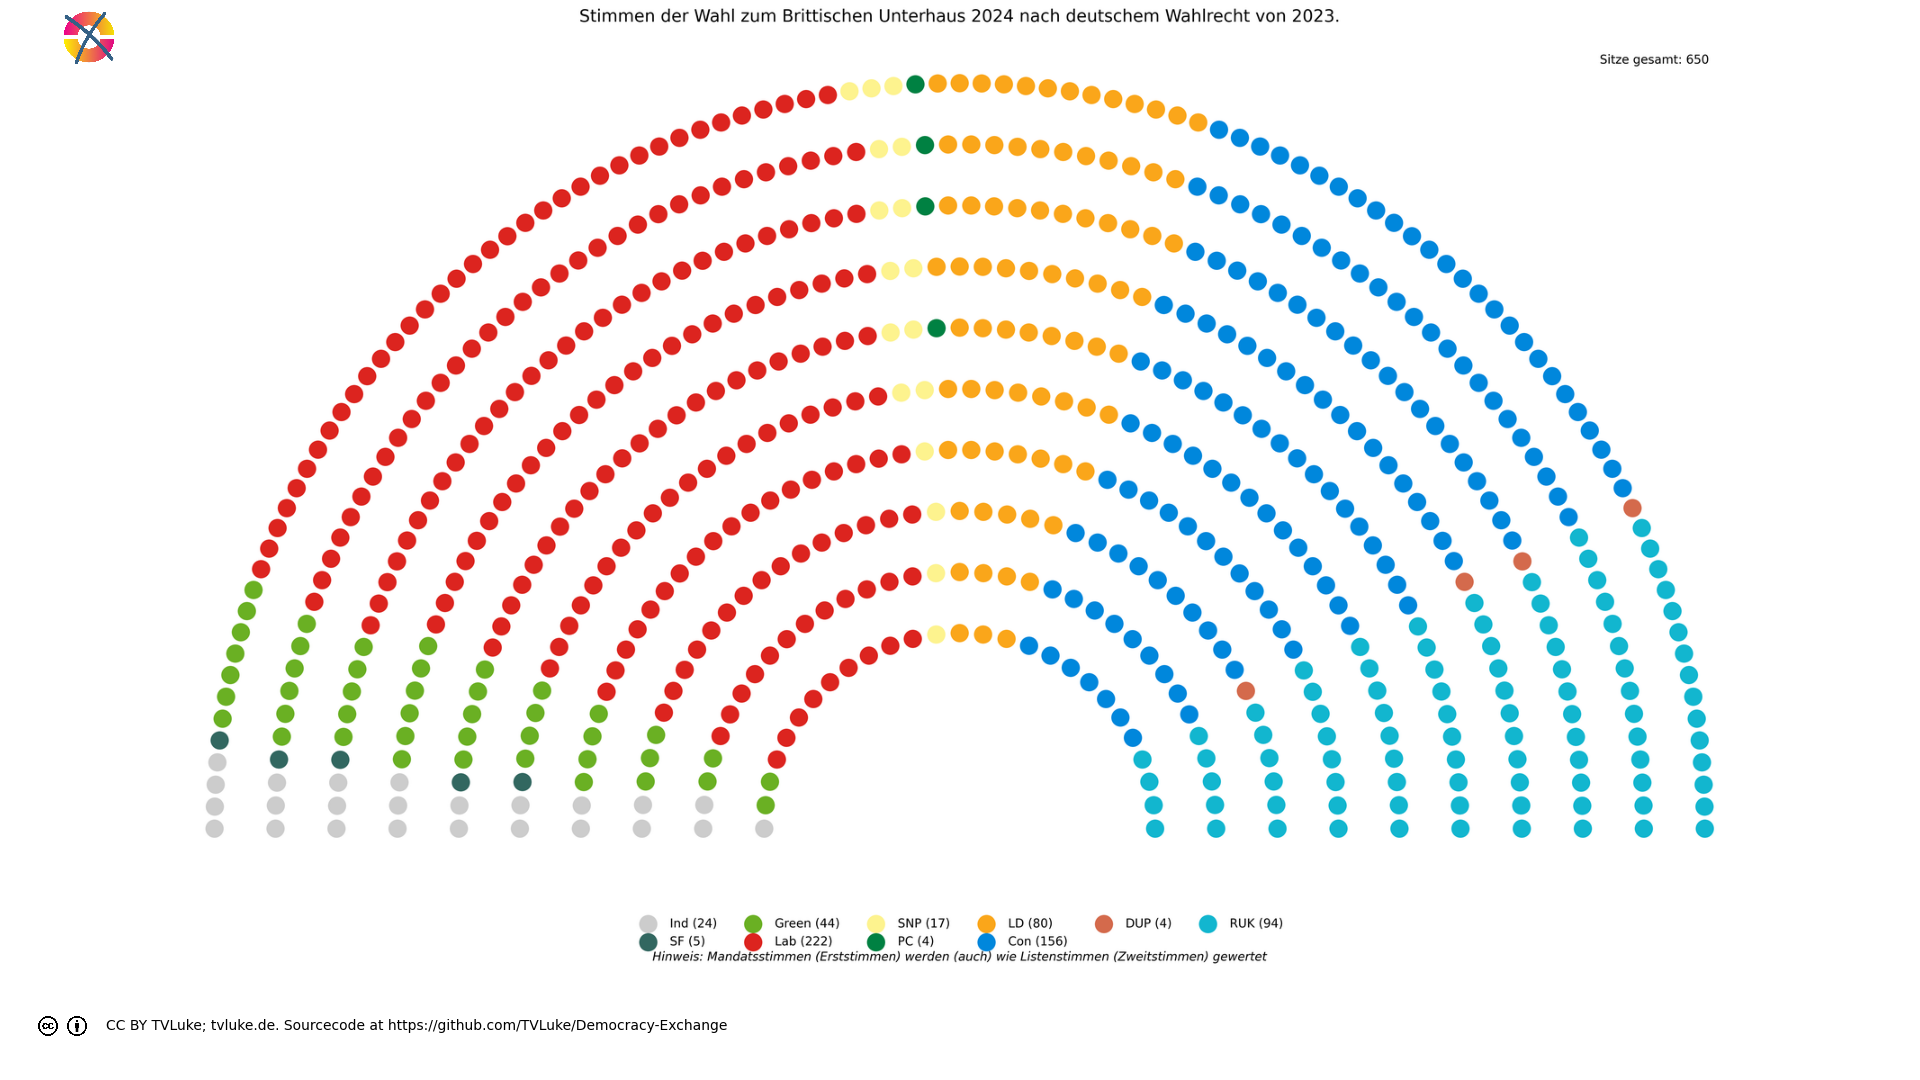 Stimmen der Wahl zum Brittischen Unterhaus 2024 nach deutschem Wahlrecht von 2023.
Sitze gesamt: 650
Ind (24) Green (44) SNP (17) LD (80) DUP (4) RUK (94)
SF (5) Lab (222) PC (4) Con (156)
Hinweis: Mandatsstimmen (Erststimmen) werden (auch) wie Listenstimmen (Zweitstimmen) gewertet
cc CC BY TVLuke; tvluke.de. Sourcecode at https://github.com/TVLuke/Democracy-Exchange